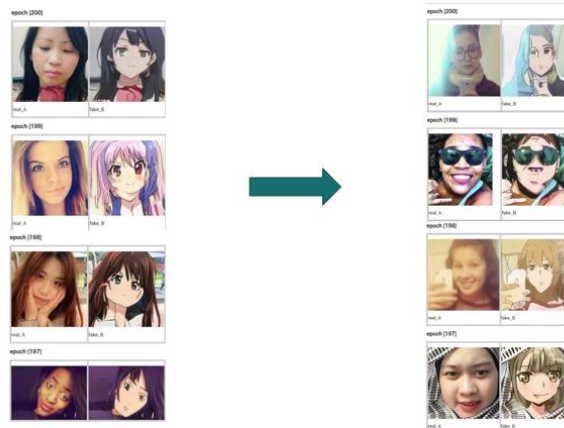 epoch [200]
real_A fake_B
epoch [199]
real_A fake_B
epoch [198]
real_A fake_B
epoch [197]
epoch [200]
real_A fake_B
epoch [199]
real_A fake_B
epoch [198]
real_A fake_B
epoch [197]
real_A fake_B